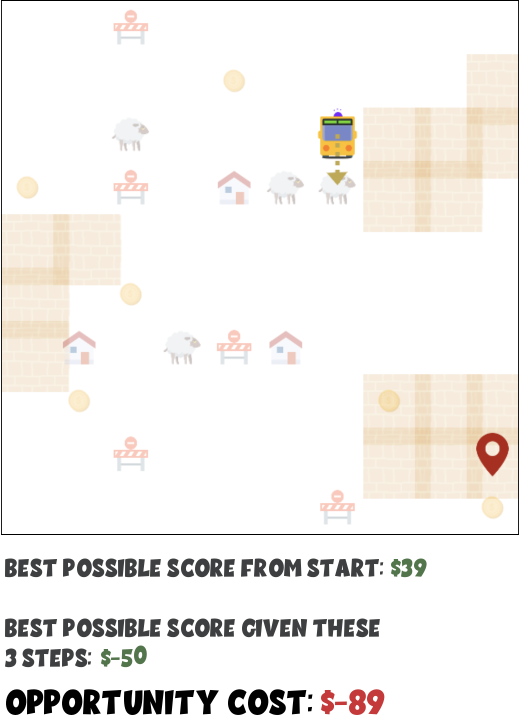 BEST POSSIBLE SCORE FROM START: $39
BEST POSSIBLE SCORE GIVEN THESE
3 STEPS: $-50
OPPORTUNITY COST: $-89